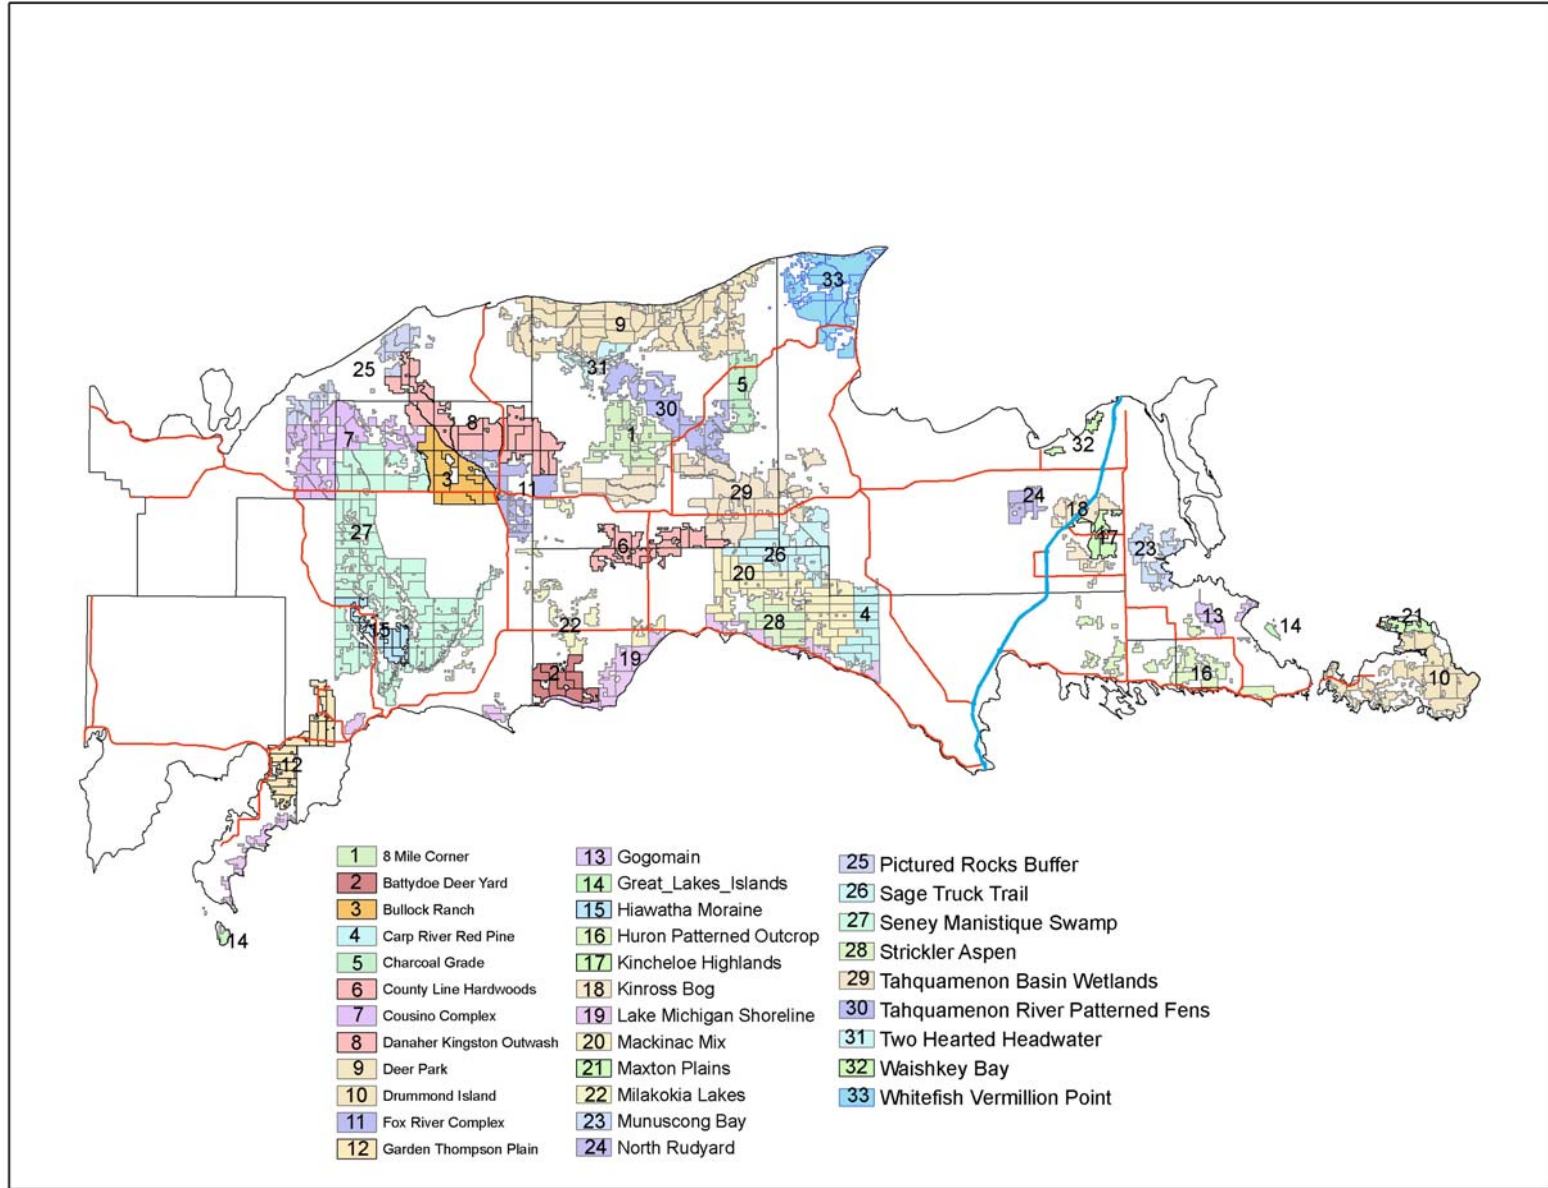 33
9
31
25
5
30
8
1
7
32
3
11
29
24
18
27
17
6
23
26
20
4
13
21
22
28
14
15
19
2
16
10
12
14
1 8 Mile Corner
2 Battydoe Deer Yard
3 Bullock Ranch
4 Carp River Red Pine
5 Charcoal Grade
6 County Line Hardwoods
7 Cousino Complex
8 Danaher Kingston Outwash
9 Deer Park
10 Drummond Island
11 Fox River Complex
12 Garden Thompson Plain
13 Gogomain
14 Great_Lakes_Islands
15 Hiawatha Moraine
16 Huron Patterned Outcrop
17 Kincheloe Highlands
18 Kinross Bog
19 Lake Michigan Shoreline
20 Mackinac Mix
21 Maxton Plains
22 Milakokia Lakes
23 Munuscong Bay
24 North Rudyard
25 Pictured Rocks Buffer
26 Sage Truck Trail
27 Seney Manistique Swamp
28 Strickler Aspen
29 Tahquamenon Basin Wetlands
30 Tahquamenon River Patterned Fens
31 Two Hearted Headwater
32 Waishkey Bay
33 Whitefish Vermillion Point